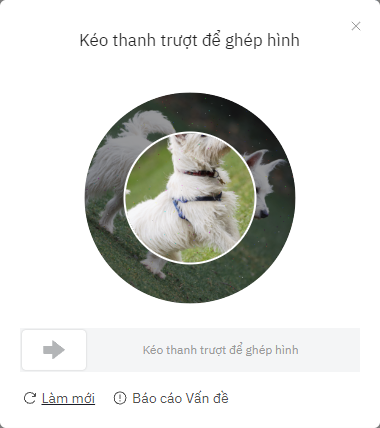 Kéo thanh trượt để ghép hình
Kéo thanh trượt để ghép hình
Làm mới
Báo cáo Vấn đề